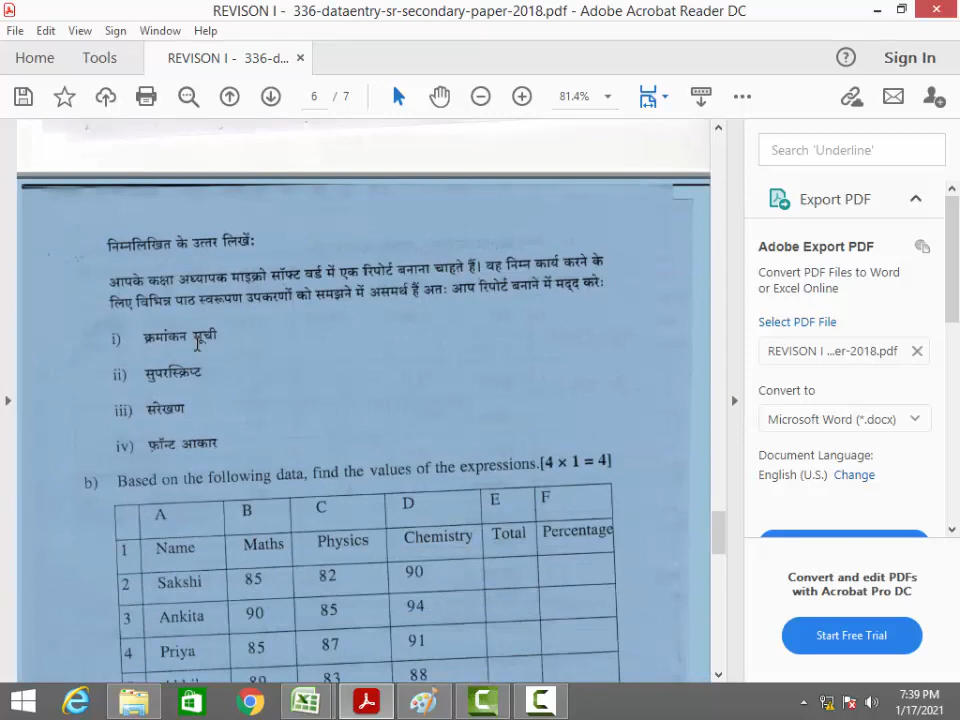 REVISON I - 336-dataentry-sr-secondary-paper-2018.pdf - Adobe Acrobat Reader DC
File Edit View Sign Window Help
Home Tools REVISON I - 336-d... × Sign In
6 / 7 81.4%
Search 'Underline'
Export PDF
Adobe Export PDF
Convert PDF Files to Word
or Excel Online
Select PDF File
REVISON I ...er-2018.pdf ×
Convert to
Microsoft Word (*.docx)
Document Language:
English (U.S.) Change
Convert and edit PDFs
with Acrobat Pro DC
Start Free Trial
निम्नलिखित के उत्तर लिखें:
आपके कक्षा अध्यापक माइक्रो सॉफ्ट वर्ड में एक रिपोर्ट बनाना चाहते हैं। वह निम्न कार्य करने के
लिए विभिन्न पाठ स्वरूपण उपकरणों को समझने में असमर्थ हैं अतः आप रिपोर्ट बनाने में मद्द करेः
i) क्रमांकन सूची
ii) सुपरस्क्रिप्ट
iii) संरेखण
iv) फ़ॉन्ट आकार
b) Based on the following data, find the values of the expressions.[4 × 1 = 4]
A B C D E F
1 Name Maths Physics Chemistry Total Percentage
2 Sakshi 85 82 90
3 Ankita 90 85 94
4 Priya 85 87 91
83 88
7:39 PM
1/17/2021